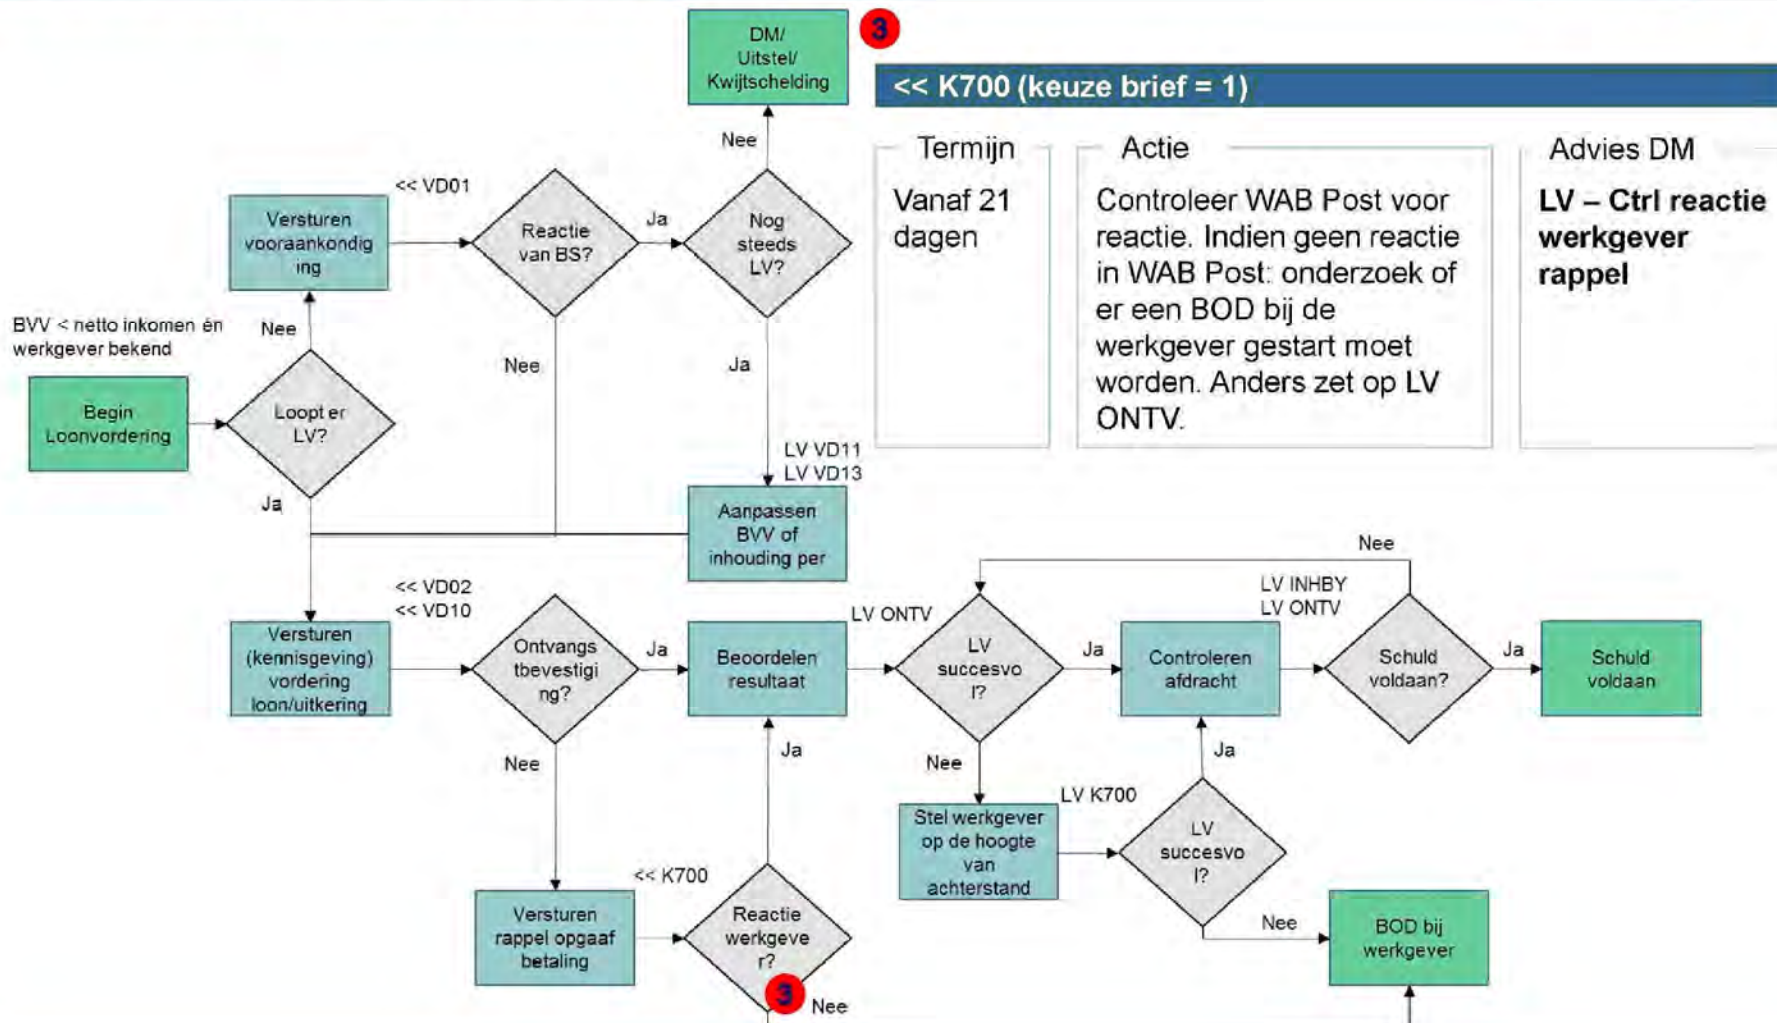 DM/
Uitstel/
Kwijtschelding
3
<< K700 (keuze brief = 1)
Termijn
Vanaf 21
dagen
Actie
Controleer WAB Post voor
reactie. Indien geen reactie
in WAB Post: onderzoek of
er een BOD bij de
werkgever gestart moet
worden. Anders zet op LV
ONTV.
Advies DM
LV – Ctrl reactie
werkgever
rappel
Nee
<< VD01
Versturen
vooraankondig
ing
Reactie
van BS?
Ja
Nog
steeds
LV?
BVV < netto inkomen én
werkgever bekend
Nee
Nee
Ja
Begin
Loonvordering
Loopt er
LV?
Ja
LV VD11
LV VD13
Aanpassen
BVV of
inhouding per
Nee
<< VD02
<< VD10
LV INHBY
LV ONTV
LV ONTV
Versturen
(kennisgeving)
vordering
loon/uitkering
Ontvangs
tbevestigi
ng?
Ja
Beoordelen
resultaat
LV
succesvo
l?
Ja
Controleren
afdracht
Schuld
voldaan?
Ja
Schuld
voldaan
Nee
Ja
Nee
Ja
LV K700
Stel werkgever
op de hoogte
van
achterstand
LV
succesvo
l?
<< K700
Versturen
rappel opgaaf
betaling
Reactie
werkgeve
r?
Nee
BOD bij
werkgever
3
Nee